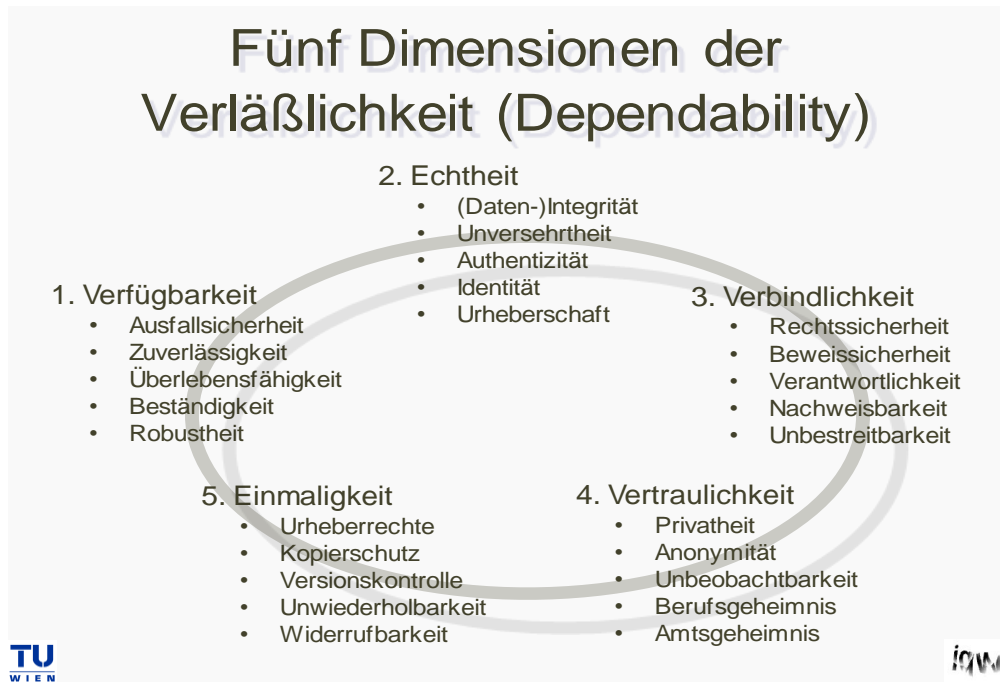 Fünf Dimensionen der
Verläßlichkeit (Dependability)
1. Verfügbarkeit
• Ausfallsicherheit
• Zuverlässigkeit
• Überlebensfähigkeit
• Beständigkeit
• Robustheit
2. Echtheit
• (Daten-)Integrität
• Unversehrtheit
• Authentizität
• Identität
• Urheberschaft
3. Verbindlichkeit
• Rechtssicherheit
• Beweissicherheit
• Verantwortlichkeit
• Nachweisbarkeit
• Unbestreitbarkeit
4. Vertraulichkeit
• Privatheit
• Anonymität
• Unbeobachtbarkeit
• Berufsgeheimnis
• Amtsgeheimnis
5. Einmaligkeit
• Urheberrechte
• Kopierschutz
• Versionskontrolle
• Unwiederholbarkeit
• Widerrufbarkeit
TU
WIEN